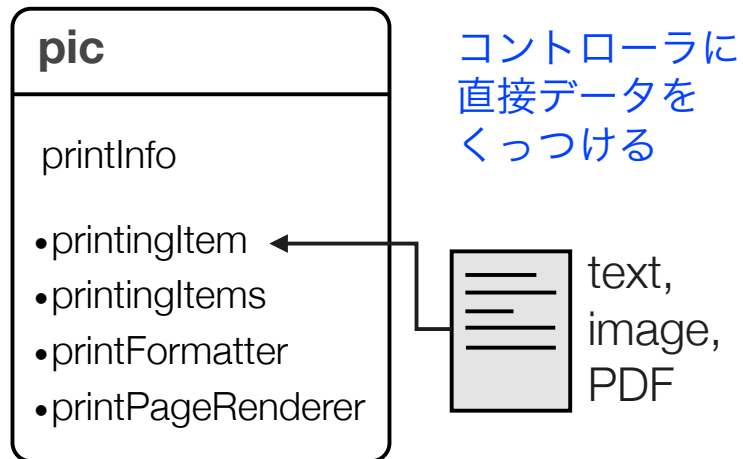 pic
printInfo
•printingItem
•printingItems
•printFormatter
•printPageRenderer
コントローラに
直接データを
くっつける
text,
image,
PDF